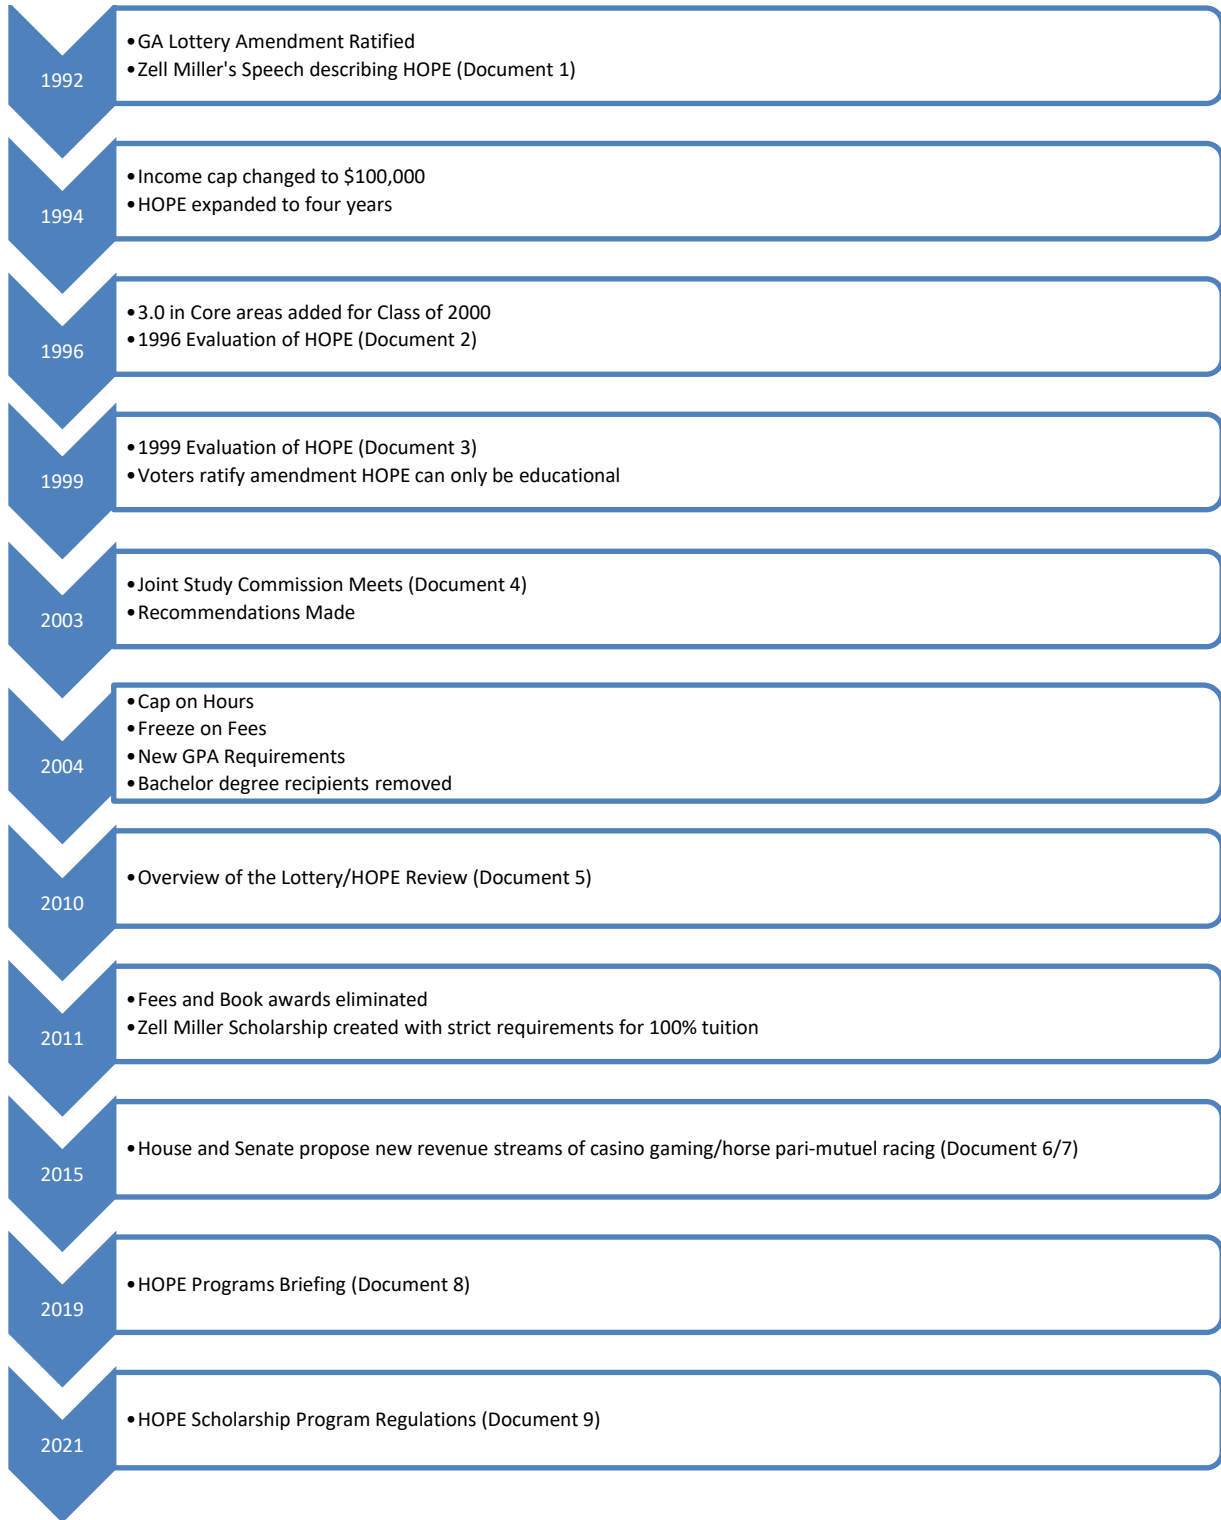 1992
•GA Lottery Amendment Ratified
•Zell Miller's Speech describing HOPE (Document 1)
1994
•Income cap changed to $100,000
•HOPE expanded to four years
1996
•3.0 in Core areas added for Class of 2000
•1996 Evaluation of HOPE (Document 2)
1999
•1999 Evaluation of HOPE (Document 3)
•Voters ratify amendment HOPE can only be educational
2003
•Joint Study Commission Meets (Document 4)
•Recommendations Made
2004
•Cap on Hours
•Freeze on Fees
•New GPA Requirements
•Bachelor degree recipients removed
2010
•Overview of the Lottery/HOPE Review (Document 5)
2011
•Fees and Book awards eliminated
•Zell Miller Scholarship created with strict requirements for 100% tuition
2015
•House and Senate propose new revenue streams of casino gaming/horse pari-mutuel racing (Document 6/7)
2019
•HOPE Programs Briefing (Document 8)
2021
•HOPE Scholarship Program Regulations (Document 9)